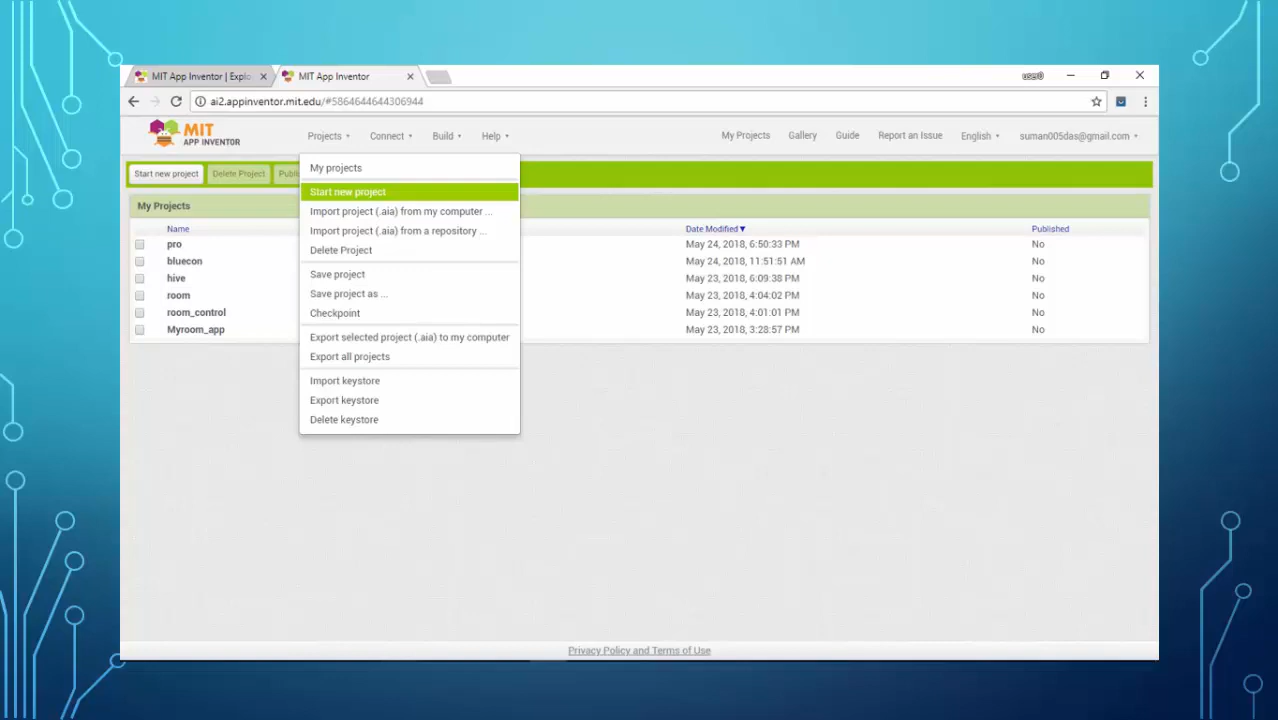 MIT App Inventor | Explo
MIT App Inventor
user0
ai2.appinventor.mit.edu/#5864644644306944
MIT
APP INVENTOR
Projects Connect Build Help My Projects Gallery Guide Report an Issue English suman005das@gmail.com
Start new project Delete Project Publi
My projects
Start new project
Import project (.aia) from my computer ...
Import project (.aia) from a repository ...
Delete Project
Save project
Save project as ...
Checkpoint
Export selected project (.aia) to my computer
Export all projects
Import keystore
Export keystore
Delete keystore
My Projects
Name Date Modified Published
pro May 24, 2018, 6:50:33 PM No
bluecon May 24, 2018, 11:51:51 AM No
hive May 23, 2018, 6:09:38 PM No
room May 23, 2018, 4:04:02 PM No
room_control May 23, 2018, 4:01:01 PM No
Myroom_app May 23, 2018, 3:28:57 PM No
Privacy Policy and Terms of Use